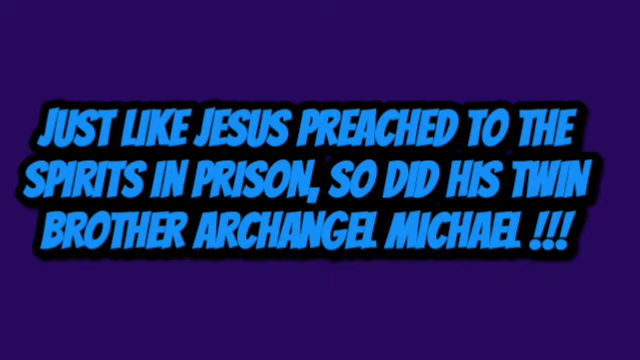 JUST LIKE JESUS PREACHED TO THE
SPIRITS IN PRISON, SO DID HIS TWIN
BROTHER ARCHANGEL MICHAEL !!!